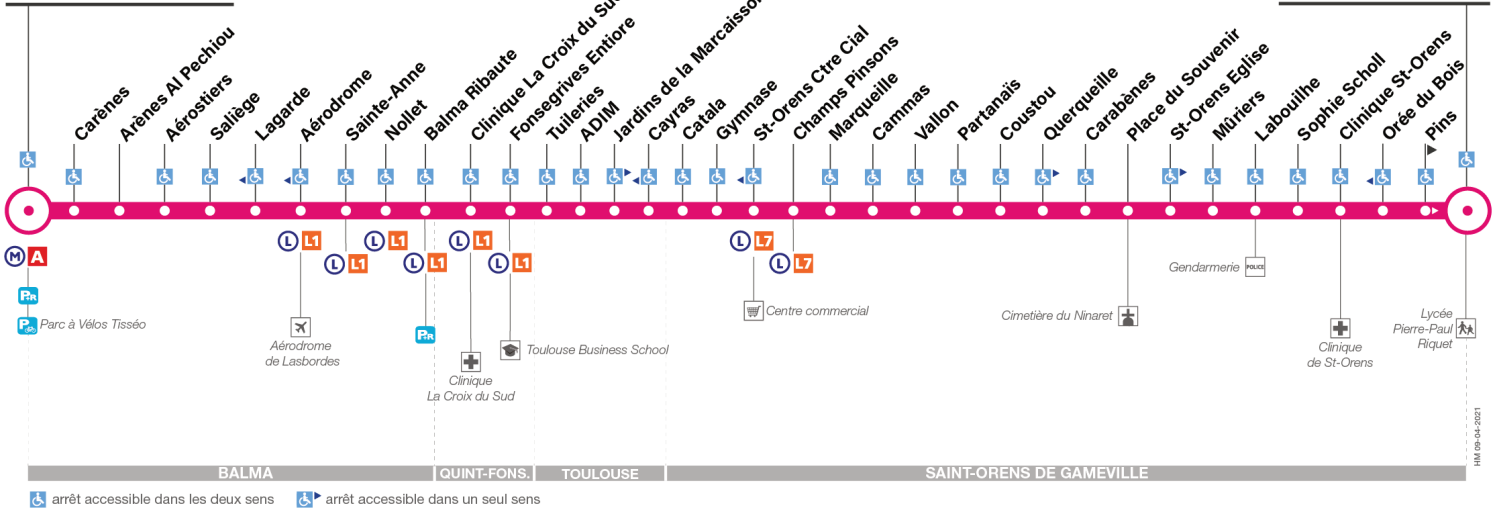 Carènes
Arènes Al Pechiou
Aérostiers
Saliège
Lagarde
Aérodrome
Sainte-Anne
Nollet
Balma Ribaute
Clinique La Croix du Sud
Fonsegrives Entiore
Tuileries
ADIM
Jardins de la Marcaisson
Cayras
Catala
Gymnase
St-Orens Ctre Cial
Champs Pinsons
Marqueille
Cammas
Vallon
Partanaïs
Coustou
Querqueille
Carabènes
Place du Souvenir
St-Orens Eglise
Mûriers
Labouilhe
Sophie Scholl
Clinique St-Orens
Orée du Bois
Pins
M A
L L1
L L1
L L1
L L1
L L1
L L1
L L7
L L7
P+R
P
Parc à Vélos Tisséo
Aérodrome
de Lasbordes
P+R
Clinique
La Croix du Sud
Toulouse Business School
Centre commercial
Cimetière du Ninaret
Gendarmerie
POLICE
Clinique
de St-Orens
Lycée
Pierre-Paul
Riquet
HM 09-04-2021
BALMA
QUINT-FONS.
TOULOUSE
SAINT-ORENS DE GAMEVILLE
arrêt accessible dans les deux sens
arrêt accessible dans un seul sens